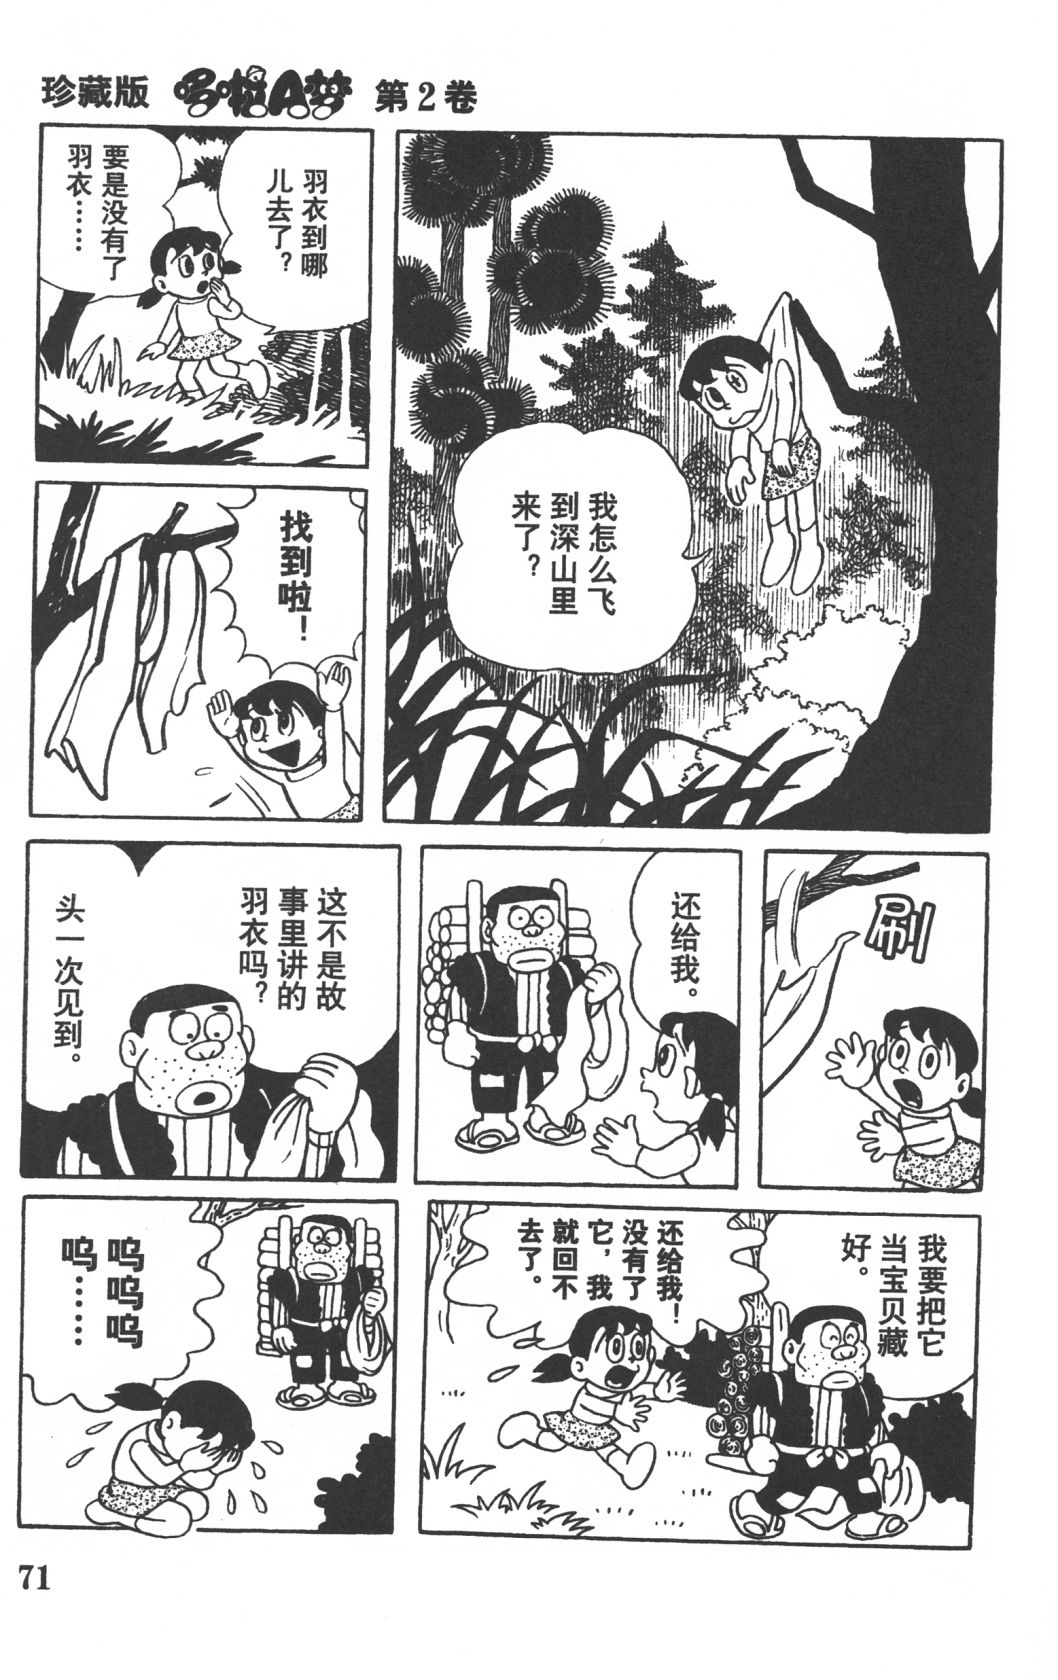 珍藏版 哆啦A梦 第2卷
我怎么飞
到深山里
来了？
羽衣到哪
儿去了？
要是没有了
羽衣……
找到啦！
刷
还给我。
这不是故
事里讲的
羽衣吗？
头一次见到。
我要把它
当宝贝藏
好。
还给我！
没有了
它，我
就回不
去了。
呜呜呜
呜……
71